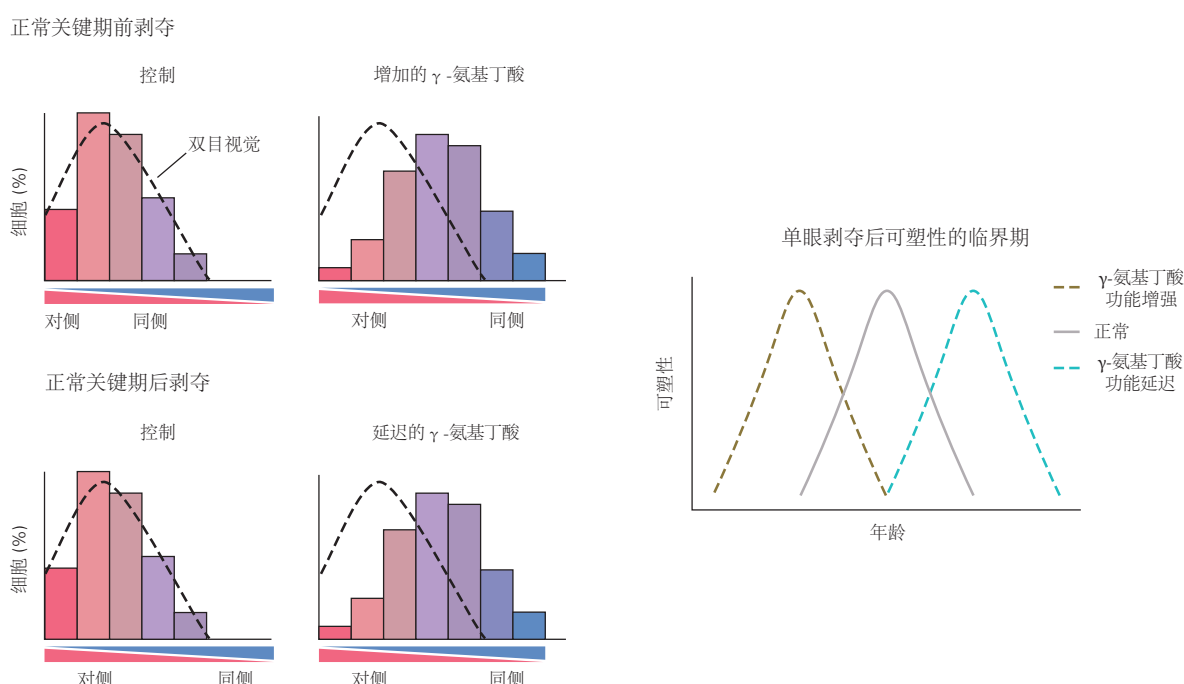 正常关键期前剥夺
控制
增加的 γ -氨基丁酸
双目视觉
细胞 (%)
对侧
同侧
对侧
同侧
正常关键期后剥夺
控制
延迟的 γ -氨基丁酸
细胞 (%)
对侧
同侧
对侧
同侧
单眼剥夺后可塑性的临界期
可塑性
年龄
γ-氨基丁酸
功能增强
正常
γ-氨基丁酸
功能延迟